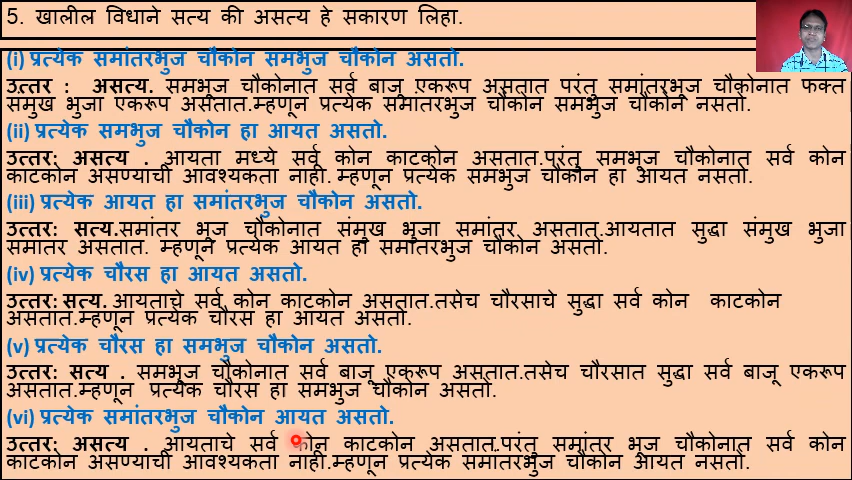 5. खालील विधाने सत्य की असत्य हे सकारण लिहा.
(i) प्रत्येक समांतरभुज चौकोन समभुज चौकोन असतो.
उत्तर : असत्य. समभुज चौकोनात सर्व बाजू एकरूप असतात परंतु समांतरभुज चौकोनात फक्त
समुख भुजा एकरूप असतात.म्हणून प्रत्येक समांतरभुज चौकोन समभुज चौकोन नसतो.
(ii) प्रत्येक समभुज चौकोन हा आयत असतो.
उत्तर: असत्य . आयता मध्ये सर्व कोन काटकोन असतात.परंतु समभुज चौकोनात सर्व कोन
काटकोन असण्याची आवश्यकता नाही. म्हणून प्रत्येक समभुज चौकोन हा आयत नसतो.
(iii) प्रत्येक आयत हा समांतरभुज चौकोन असतो.
उत्तर: सत्य.समांतर भुज चौकोनात संमुख भुजा समांतर असतात.आयतात सुद्धा संमुख भुजा
समांतर असतात. म्हणून प्रत्येक आयत हा समांतरभुज चौकोन असतो.
(iv) प्रत्येक चौरस हा आयत असतो.
उत्तर: सत्य. आयताचे सर्व कोन काटकोन असतात.तसेच चौरसाचे सुद्धा सर्व कोन काटकोन
असतात.म्हणून प्रत्येक चौरस हा आयत असतो.
(v) प्रत्येक चौरस हा समभुज चौकोन असतो.
उत्तर: सत्य . समभुज चौकोनात सर्व बाजू एकरूप असतात.तसेच चौरसात सुद्धा सर्व बाजू एकरूप
असतात.म्हणून प्रत्येक चौरस हा समभुज चौकोन असतो.
(vi) प्रत्येक समांतरभुज चौकोन आयत असतो.
उत्तर: असत्य . आयताचे सर्व कोन काटकोन असतात.परंतु समांतर भुज चौकोनात सर्व कोन
काटकोन असण्याची आवश्यकता नाही.म्हणून प्रत्येक समांतरभुज चौकोन आयत नसतो.